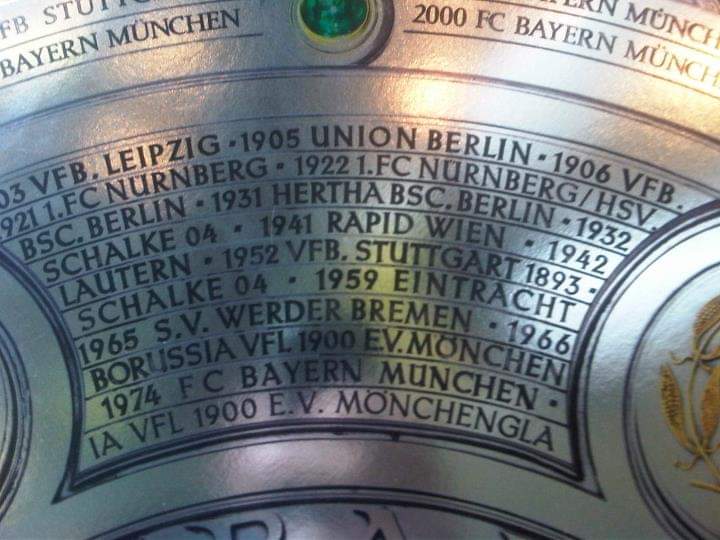 FB STUTT
BAYERN MÜNCHEN
ERN MÜNCH
2000 FC BAYERN MÜNCH
03 VFB. LEIPZIG · 1905 UNION BERLIN · 1906 VFB.
1921 1.FC NÜRNBERG · 1922 1.FC NÜRNBERG/HSV.
BSC. BERLIN · 1931 HERTHA BSC. BERLIN · 1932
SCHALKE 04 · 1941 RAPID WIEN · 1942
LAUTERN · 1952 VFB. STUTTGART 1893 ·
SCHALKE 04 · 1959 EINTRACHT
1965 S.V. WERDER BREMEN · 1966
BORUSSIA VFL 1900 E.V. MÖNCHEN
1974 FC BAYERN MÜNCHEN ·
IA VFL 1900 E.V. MÖNCHENGLA